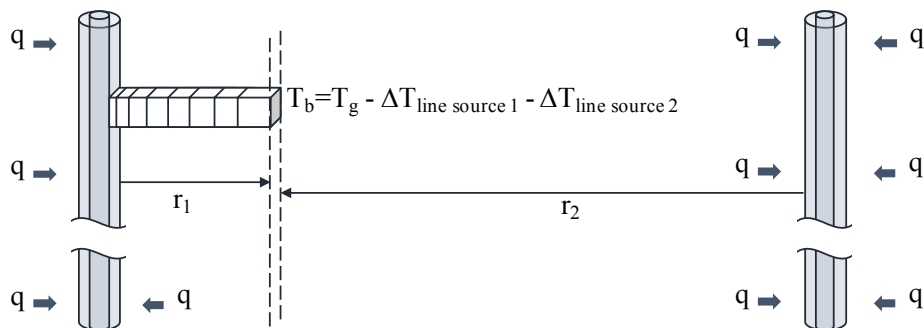 q q q
T_b=T_g - ΔT_line source 1 - ΔT_line source 2
q q q
r_1 r_2
q q q q